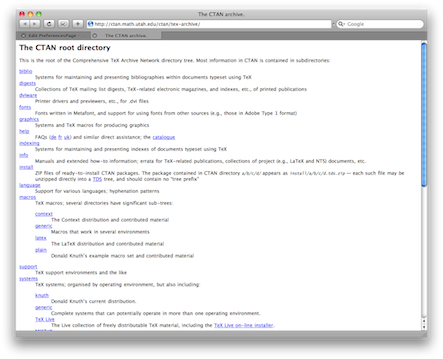 The CTAN archive.
http://ctan.math.utah.edu/ctan/tex-archive/
Google
Edit PreferencesPage
The CTAN archive.
The CTAN root directory
This is the root of the Comprehensive TeX Archive Network directory tree. Most information in CTAN is contained in subdirectories:
biblio
Systems for maintaining and presenting bibliographies within documents typeset using TeX
digests
Collections of TeX mailing list digests, TeX-related electronic magazines, and indexes, etc., of printed publications
dviware
Printer drivers and previewers, etc., for .dvi files
fonts
Fonts written in Metafont, and support for using fonts from other sources (e.g., those in Adobe Type 1 format)
graphics
Systems and TeX macros for producing graphics
help
FAQs (de fr uk) and similar direct assistance; the catalogue
indexing
Systems for maintaining and presenting indexes of documents typeset using TeX
info
Manuals and extended how-to information; errata for TeX-related publications, collections of project (e.g., LaTeX and NTS) documents, etc.
install
ZIP files of ready-to-install CTAN packages. The package contained in CTAN directory a/b/c/d/ appears as install/a/b/c/d.tds.zip — each such file may be
unzipped directly into a TDS tree, and should contain no "tree prefix"
language
Support for various languages; hyphenation patterns
macros
TeX macros; several directories have significant sub-trees:
context
The Context distribution and contributed material
generic
Macros that work in several environments
latex
The LaTeX distribution and contributed material
plain
Donald Knuth's example macro set and contributed material
support
TeX support environments and the like
systems
TeX systems; organised by operating environment, but also including:
knuth
Donald Knuth's current distribution.
generic
Complete systems that can potentially operate in more than one operating environment.
TeX Live
The Live collection of freely distributable TeX material, including the TeX Live on-line installer.